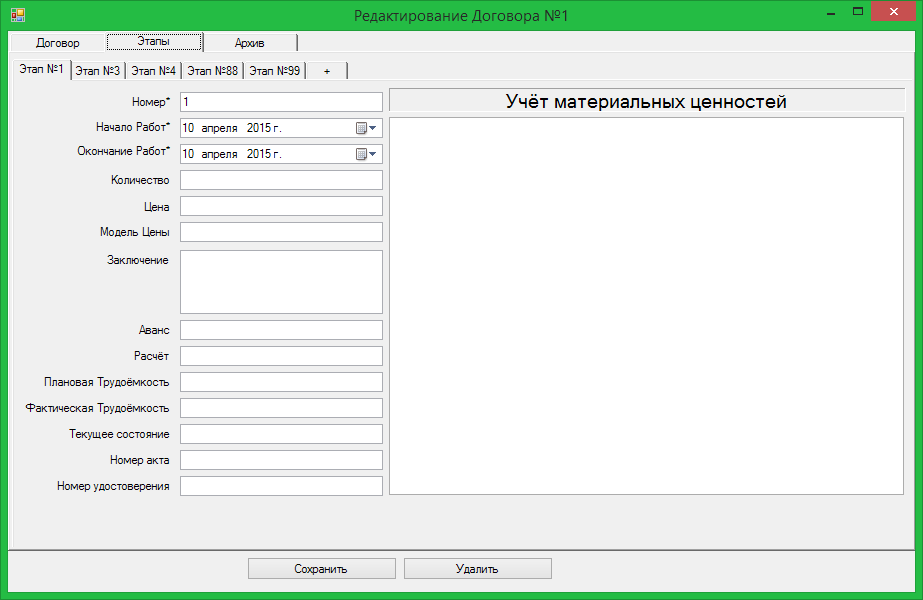 Редактирование Договора №1
Договор Этапы Архив
Этап №1 Этап №3 Этап №4 Этап №88 Этап №99 +
Номер* 1
Начало Работ* 10 апреля 2015 г.
Окончание Работ* 10 апреля 2015 г.
Количество
Цена
Модель Цены
Заключение
Аванс
Расчёт
Плановая Трудоёмкость
Фактическая Трудоёмкость
Текущее состояние
Номер акта
Номер удостоверения
Учёт материальных ценностей
Сохранить Удалить